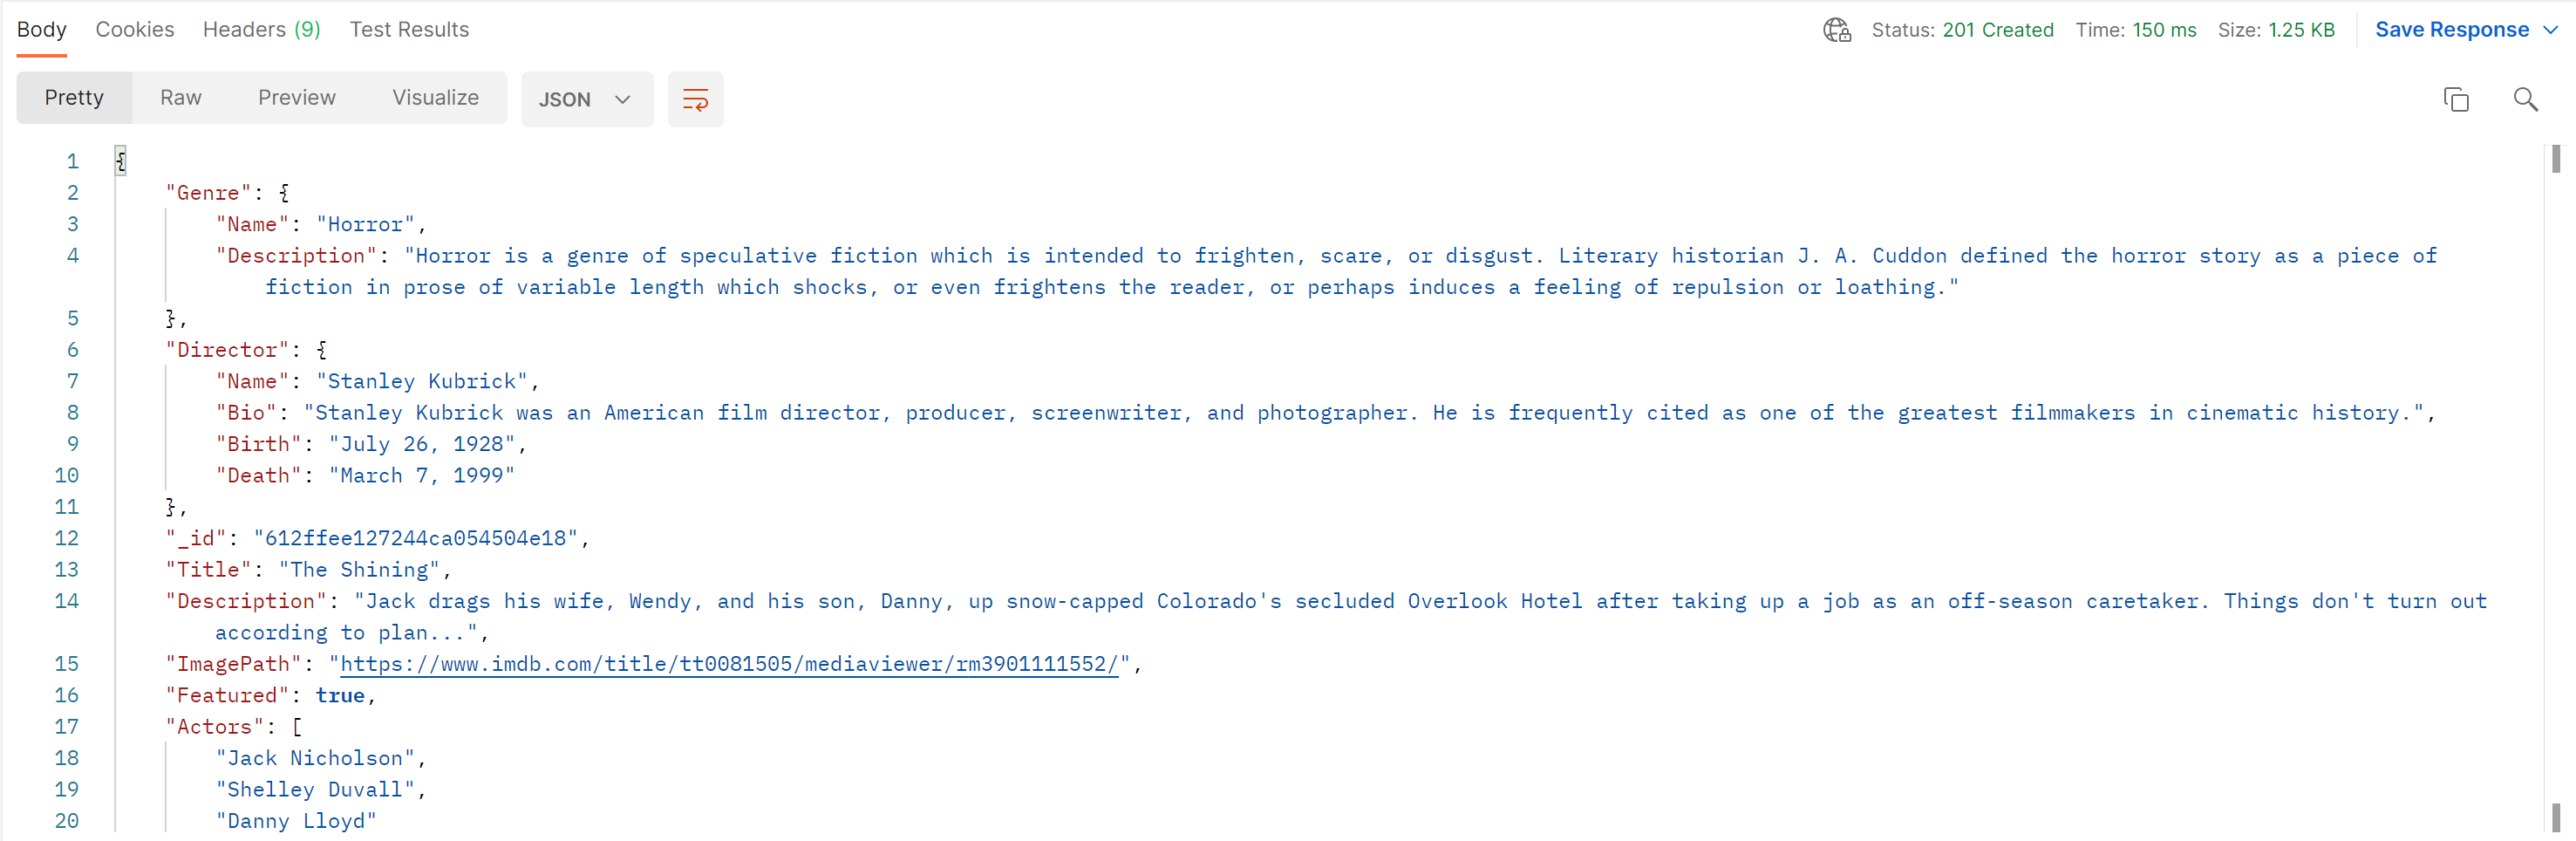 Body Cookies Headers (9) Test Results Status: 201 Created Time: 150 ms Size: 1.25 KB Save Response
Pretty Raw Preview Visualize JSON
1 {
2 "Genre": {
3 "Name": "Horror",
4 "Description": "Horror is a genre of speculative fiction which is intended to frighten, scare, or disgust. Literary historian J. A. Cuddon defined the horror story as a piece of
fiction in prose of variable length which shocks, or even frightens the reader, or perhaps induces a feeling of repulsion or loathing."
5 },
6 "Director": {
7 "Name": "Stanley Kubrick",
8 "Bio": "Stanley Kubrick was an American film director, producer, screenwriter, and photographer. He is frequently cited as one of the greatest filmmakers in cinematic history.",
9 "Birth": "July 26, 1928",
10 "Death": "March 7, 1999"
11 },
12 "_id": "612ffee127244ca054504e18",
13 "Title": "The Shining",
14 "Description": "Jack drags his wife, Wendy, and his son, Danny, up snow-capped Colorado's secluded Overlook Hotel after taking up a job as an off-season caretaker. Things don't turn out
according to plan...",
15 "ImagePath": "https://www.imdb.com/title/tt0081505/mediaviewer/rm3901111552/",
16 "Featured": true,
17 "Actors": [
18 "Jack Nicholson",
19 "Shelley Duvall",
20 "Danny Lloyd"